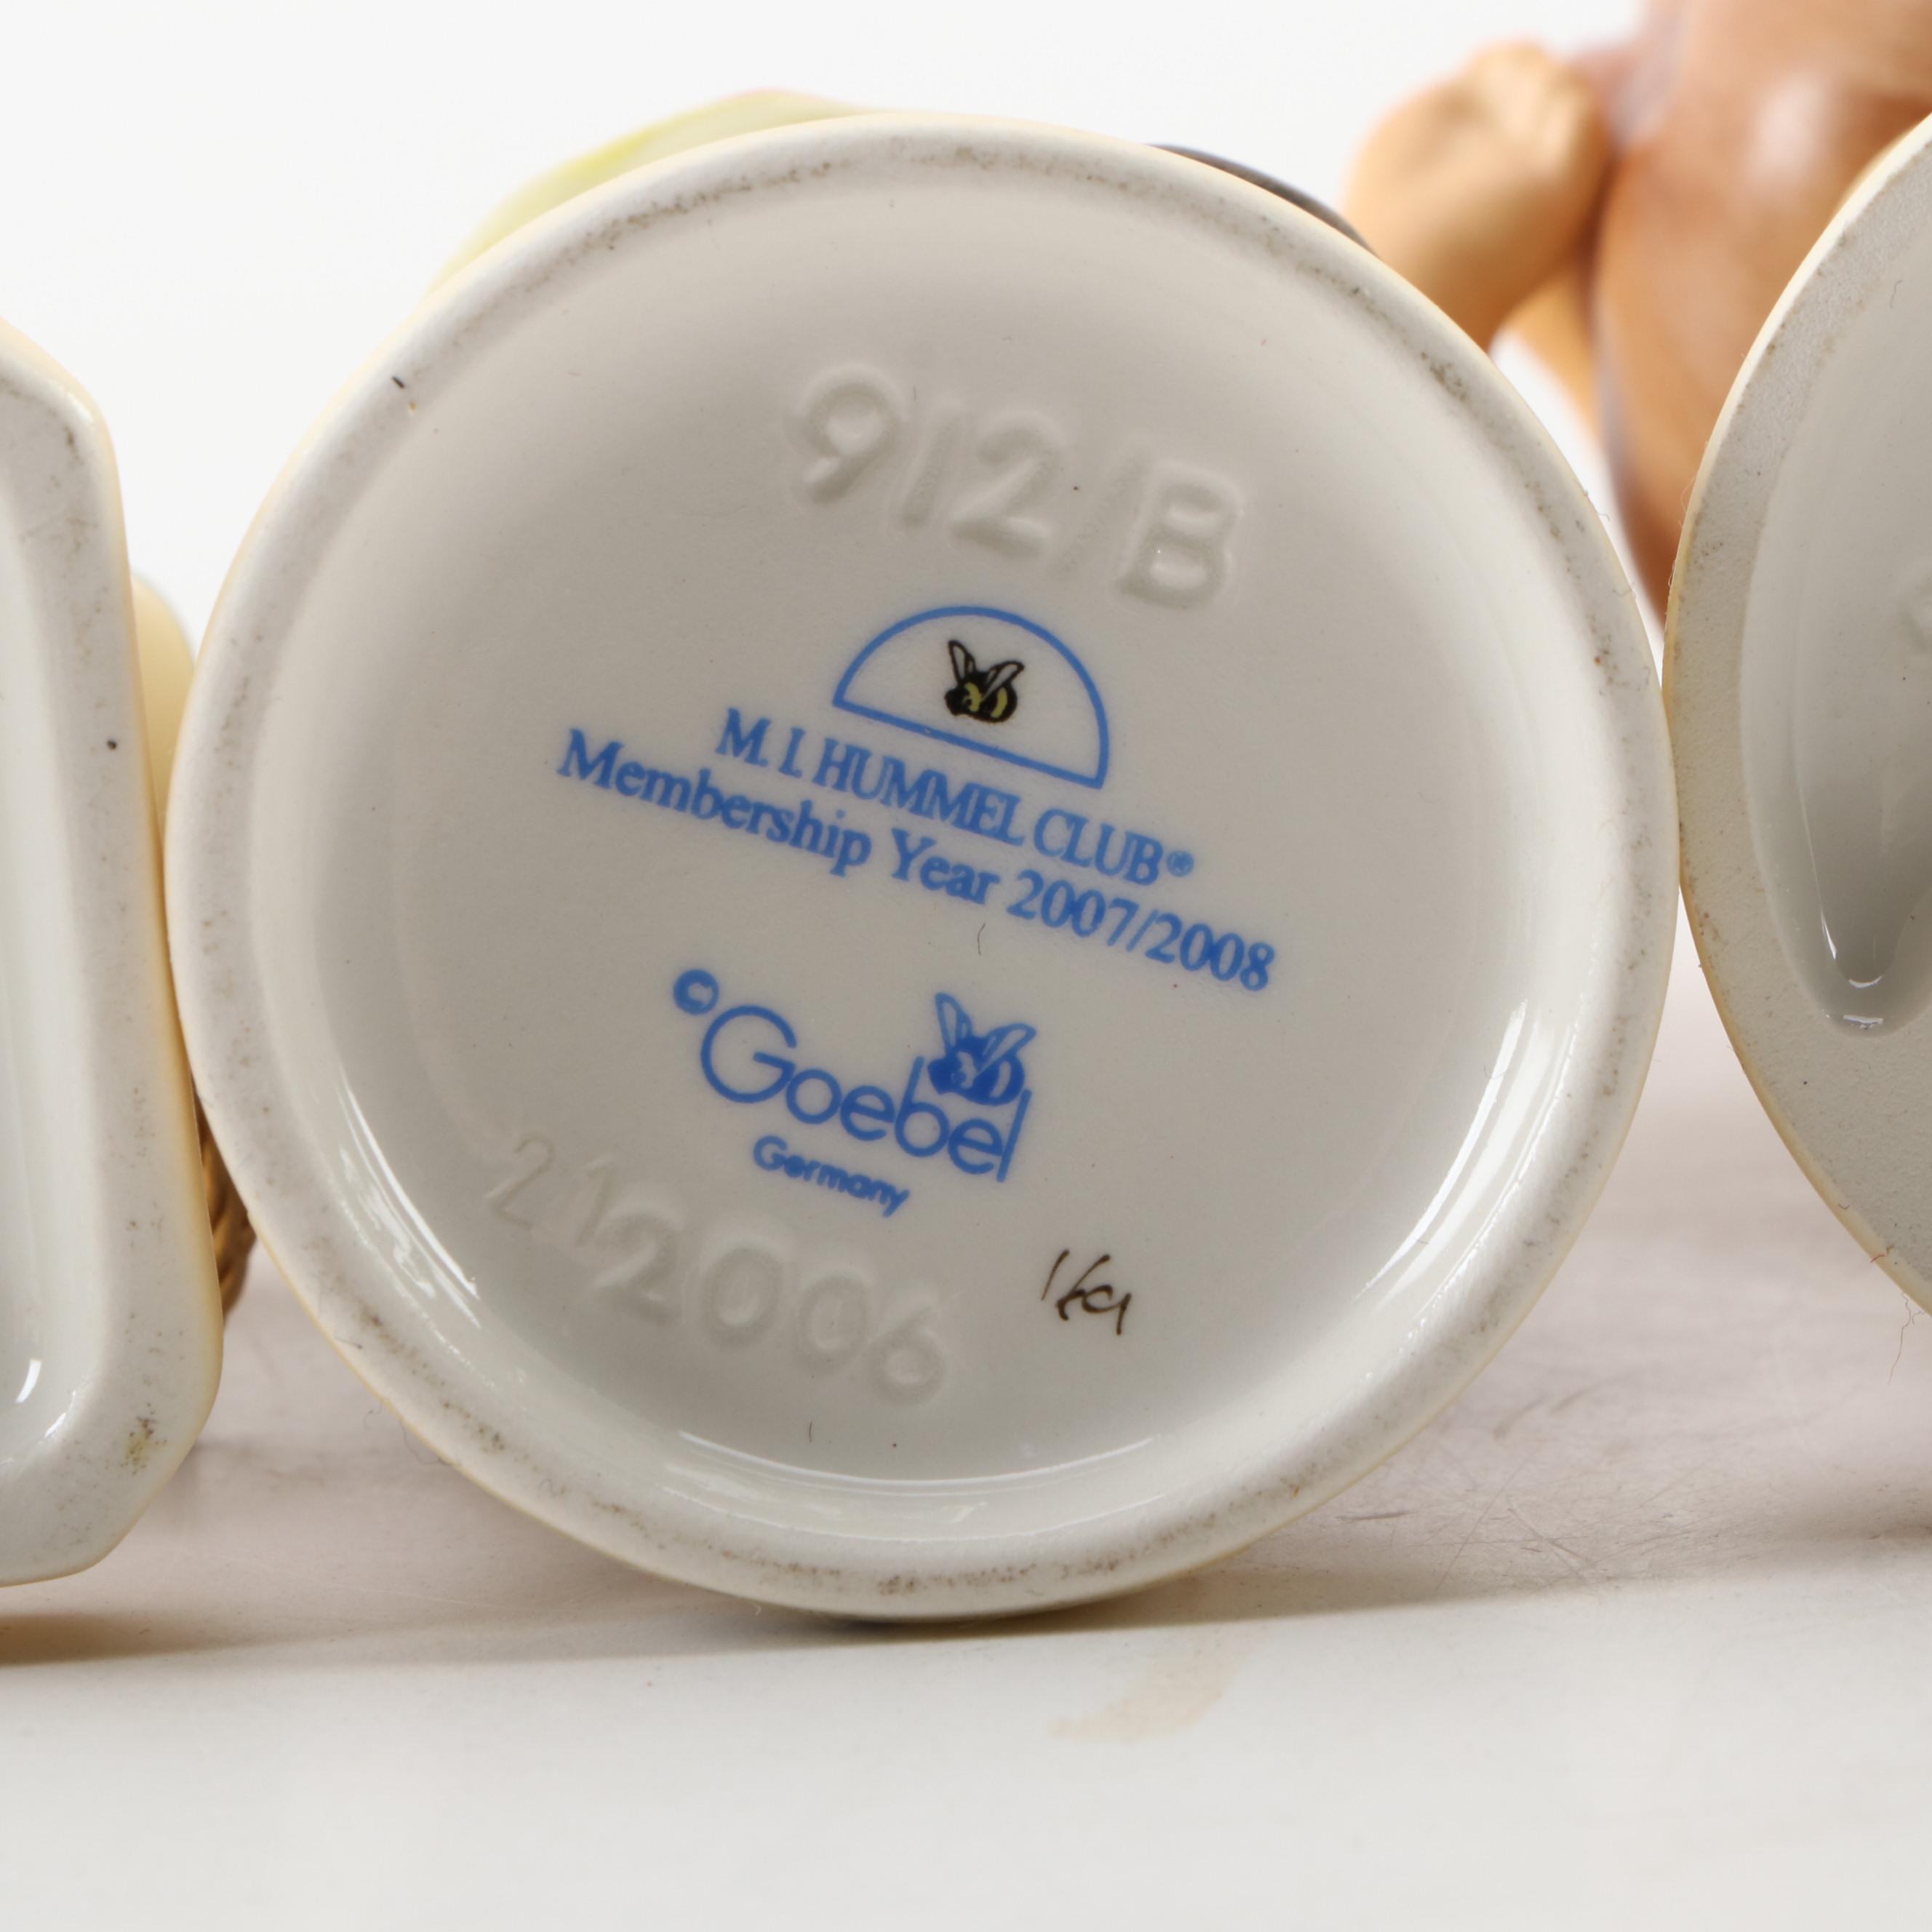 912/B
M. I. HUMMEL CLUB®
Membership Year 2007/2008
© Goebel
Germany
2006